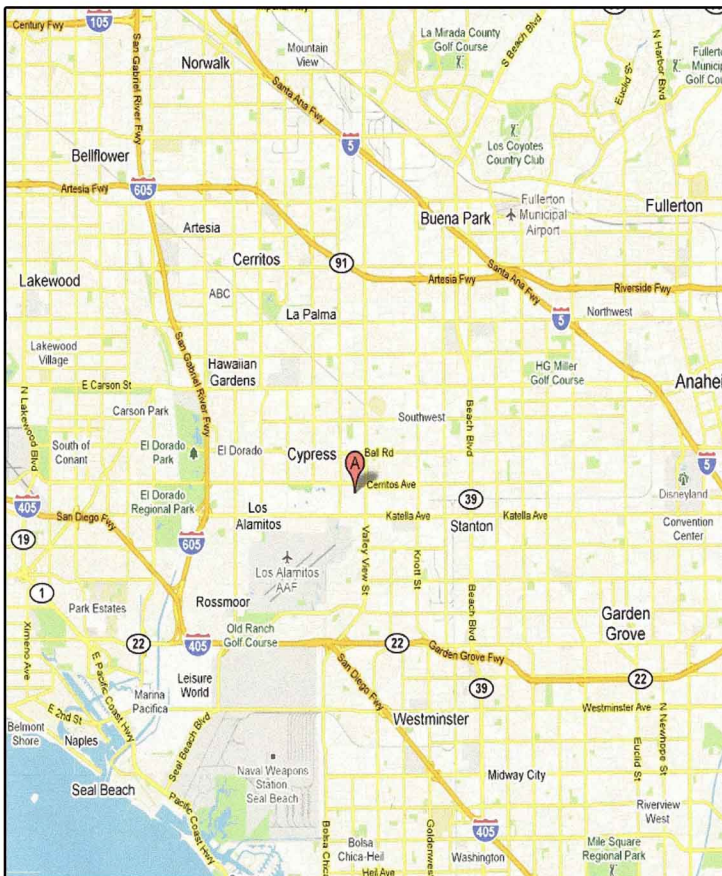 Century Fwy
105
La Mirada County
Golf Course
Mountain
View
Norwalk
S Beach Blvd
Euclid St
N Harbor Blvd
San Gabriel River Fwy
Santa Ana Fwy
5
Los Coyotes
Country Club
Bellflower
Artesia Fwy
605
Fullerton
Municipal
Airport
Fullerton
Buena Park
Artesia
Cerritos
91
Artesia Fwy
Santa Ana Fwy
Riverside Fwy
Lakewood
ABC
La Palma
5
Northwest
Lakewood
Village
San Gabriel River Fwy
Hawaiian
Gardens
HG Miller
Golf Course
E Carson St
N Lakewood Blvd
Carson Park
Southwest
Beach Blvd
South of
Conant
El Dorado
Park
El Dorado
Cypress
Ball Rd
A
5
Cerritos Ave
Disneyland
El Dorado
Regional Park
405
San Diego Fwy
Los
Alamitos
39
Katella Ave
Stanton
Katella Ave
Convention
Center
19
605
Valley View St
Knott St
Los Alamitos
AAF
1
Park Estates
Rossmoor
Beach Blvd
Garden
Grove
Ximeno Ave
22
405
Old Ranch
Golf Course
22
Garden Grove Fwy
22
E Pacific Coast Hwy
Leisure
World
San Diego Fwy
39
Marina
Pacifica
E 2nd St
Westminster Ave
Westminster
Belmont
Shore
Naples
Seal Beach Blvd
Euclid St
N Newhope St
Naval Weapons
Station
Seal Beach
Midway City
Seal Beach
Pacific Coast Hwy
Riverview
West
405
Bolsa Chica
Bolsa
Chica-Heil
Goldenwest
Washington
Mile Square
Regional Park
Heil Ave